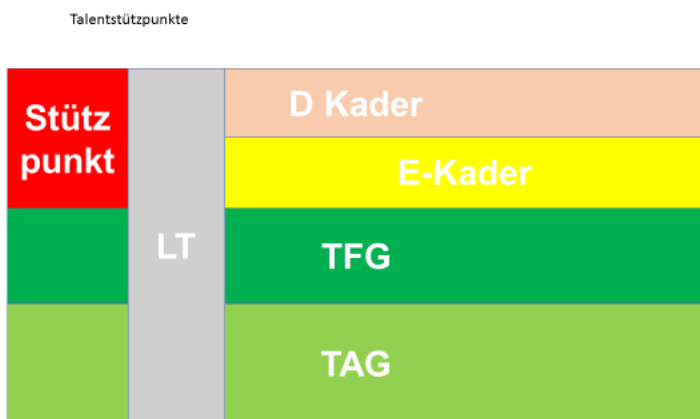 Talentstützpunkte
Stütz
punkt
LT
D Kader
E-Kader
TFG
TAG